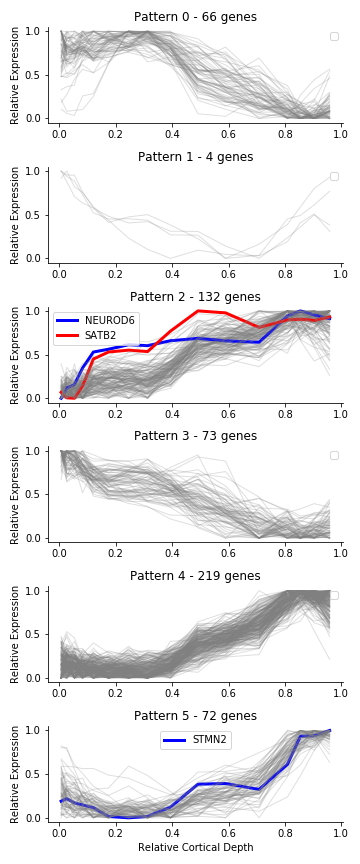 Pattern 0 - 66 genes
Relative Expression
1.0
0.5
0.0
0.0 0.2 0.4 0.6 0.8 1.0
Pattern 1 - 4 genes
Relative Expression
1.0
0.5
0.0
0.0 0.2 0.4 0.6 0.8 1.0
Pattern 2 - 132 genes
Relative Expression
1.0
0.5
0.0
NEUROD6
SATB2
0.0 0.2 0.4 0.6 0.8 1.0
Pattern 3 - 73 genes
Relative Expression
1.0
0.5
0.0
0.0 0.2 0.4 0.6 0.8 1.0
Pattern 4 - 219 genes
Relative Expression
1.0
0.5
0.0
0.0 0.2 0.4 0.6 0.8 1.0
Pattern 5 - 72 genes
Relative Expression
1.0
0.5
0.0
STMN2
0.0 0.2 0.4 0.6 0.8 1.0
Relative Cortical Depth